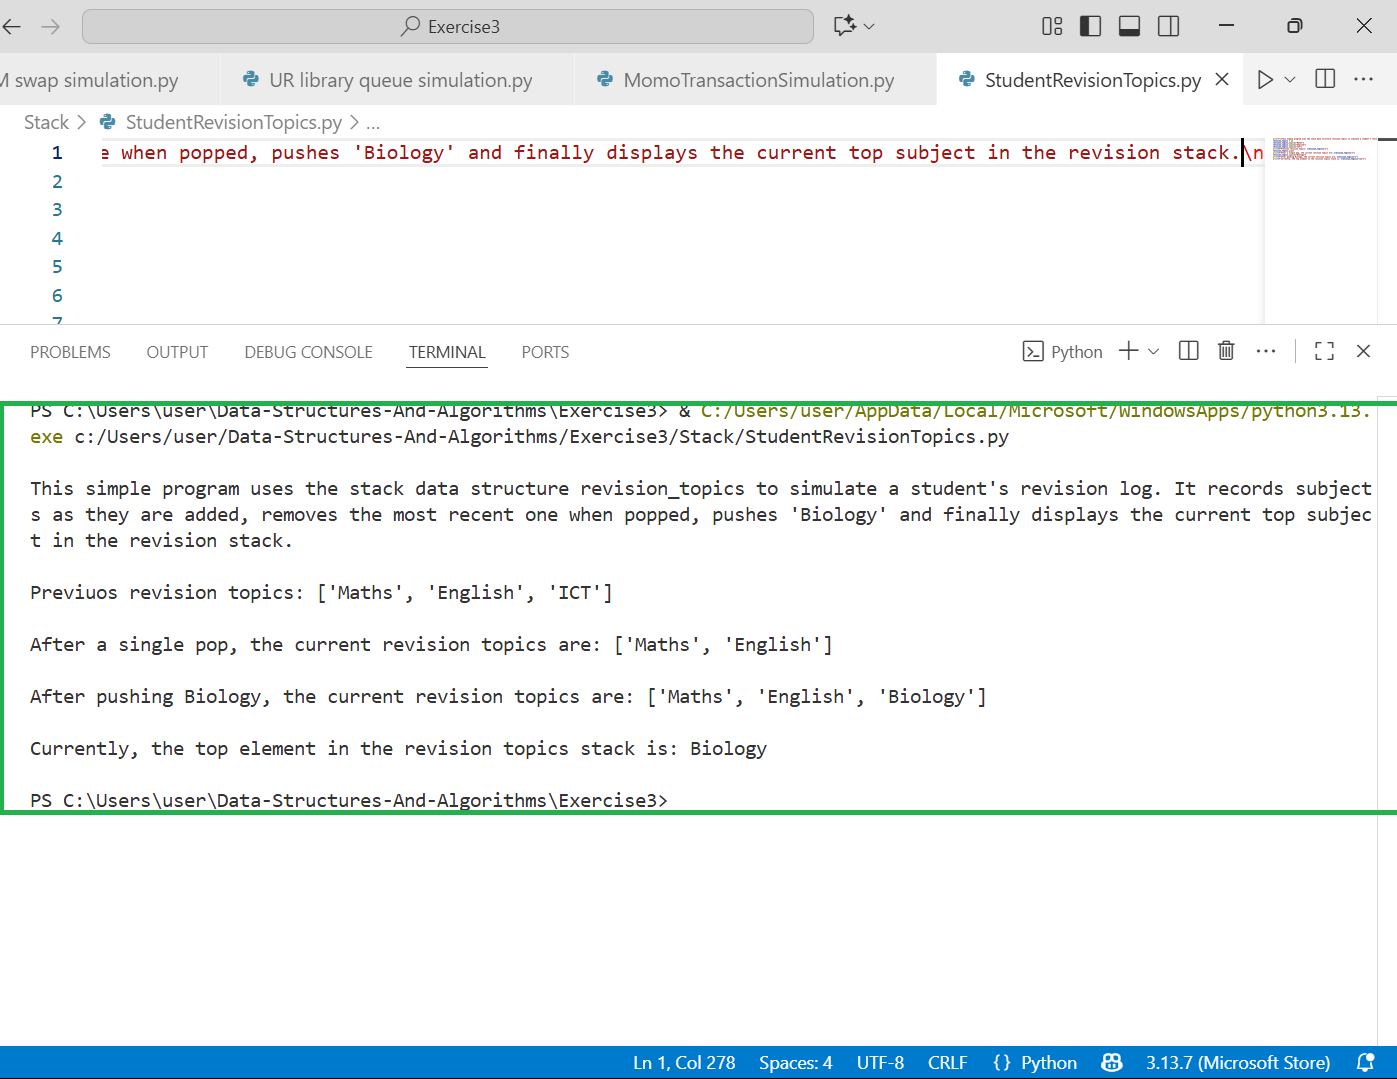 Exercise3
M swap simulation.py
UR library queue simulation.py
MomoTransactionSimulation.py
StudentRevisionTopics.py
Stack > StudentRevisionTopics.py > ...
1 e when popped, pushes 'Biology' and finally displays the current top subject in the revision stack.\n
2
3
4
5
6
7
PROBLEMS OUTPUT DEBUG CONSOLE TERMINAL PORTS Python
PS C:\Users\user\Data-Structures-And-Algorithms\Exercise3> & C:/Users/user/AppData/Local/Microsoft/WindowsApps/python3.13.
exe c:/Users/user/Data-Structures-And-Algorithms/Exercise3/Stack/StudentRevisionTopics.py
This simple program uses the stack data structure revision_topics to simulate a student's revision log. It records subject
s as they are added, removes the most recent one when popped, pushes 'Biology' and finally displays the current top subjec
t in the revision stack.
Previuos revision topics: ['Maths', 'English', 'ICT']
After a single pop, the current revision topics are: ['Maths', 'English']
After pushing Biology, the current revision topics are: ['Maths', 'English', 'Biology']
Currently, the top element in the revision topics stack is: Biology
PS C:\Users\user\Data-Structures-And-Algorithms\Exercise3>
Ln 1, Col 278 Spaces: 4 UTF-8 CRLF {} Python 3.13.7 (Microsoft Store)